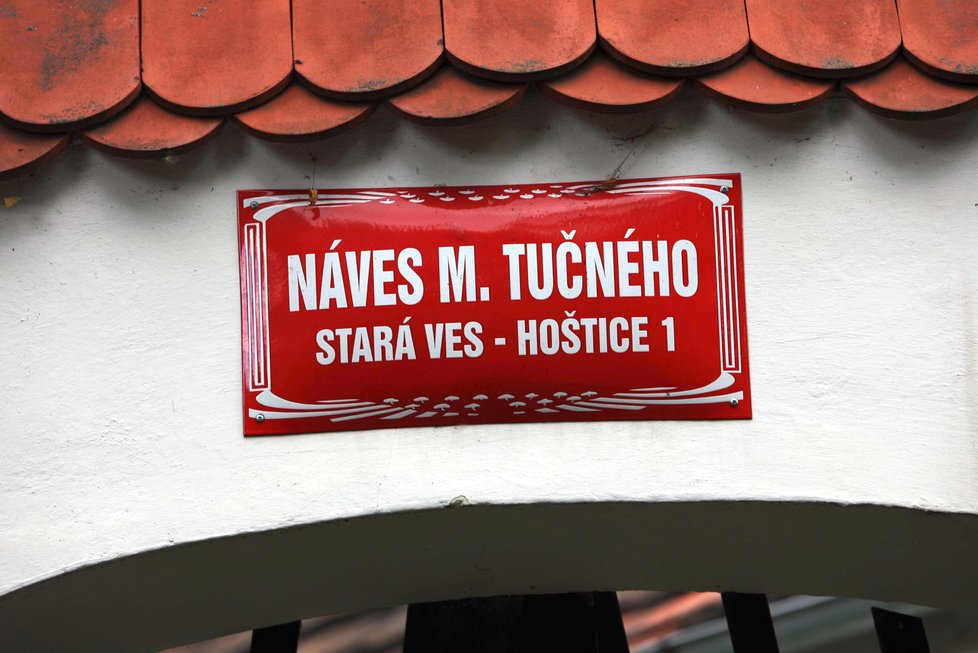 NÁVES M. TUČNÉHO
STARÁ VES - HOŠTICE 1